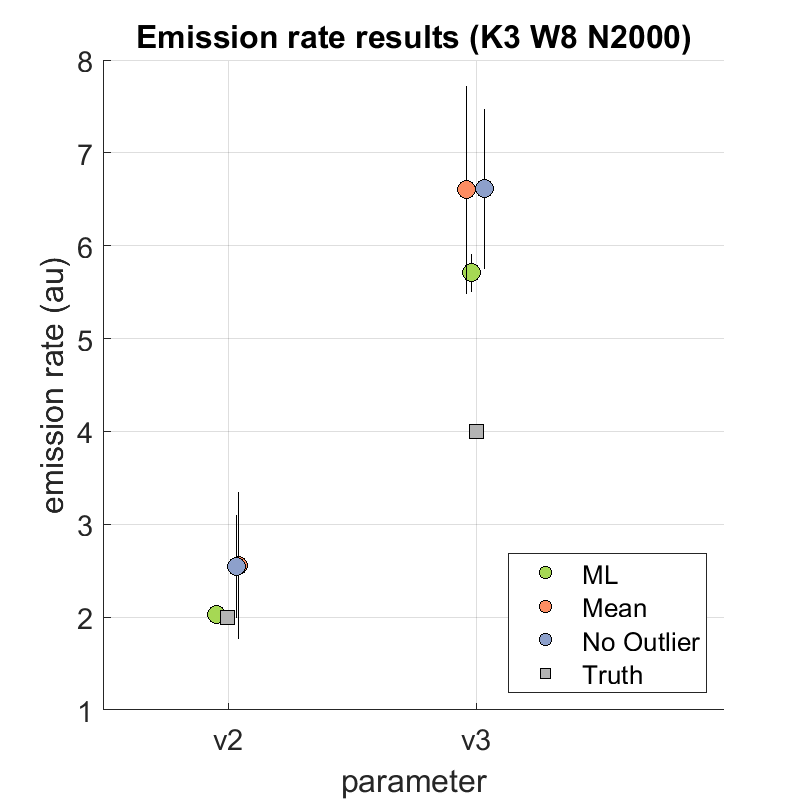 Emission rate results (K3 W8 N2000)
8
7
6
5
4
3
2
1
emission rate (au)
v2 v3
parameter
ML
Mean
No Outlier
Truth